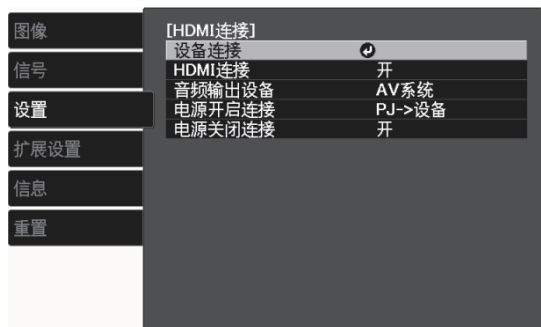 图像
信号
设置
扩展设置
信息
重置
[HDMI连接]
设备连接
HDMI连接 开
音频输出设备 AV系统
电源开启连接 PJ->设备
电源关闭连接 开